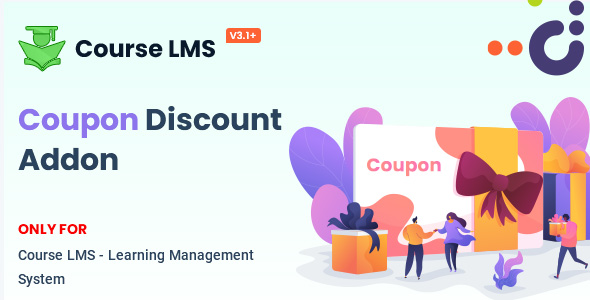 Course LMS V3.1+
Coupon Discount
Addon
Coupon
ONLY FOR
Course LMS - Learning Management
System